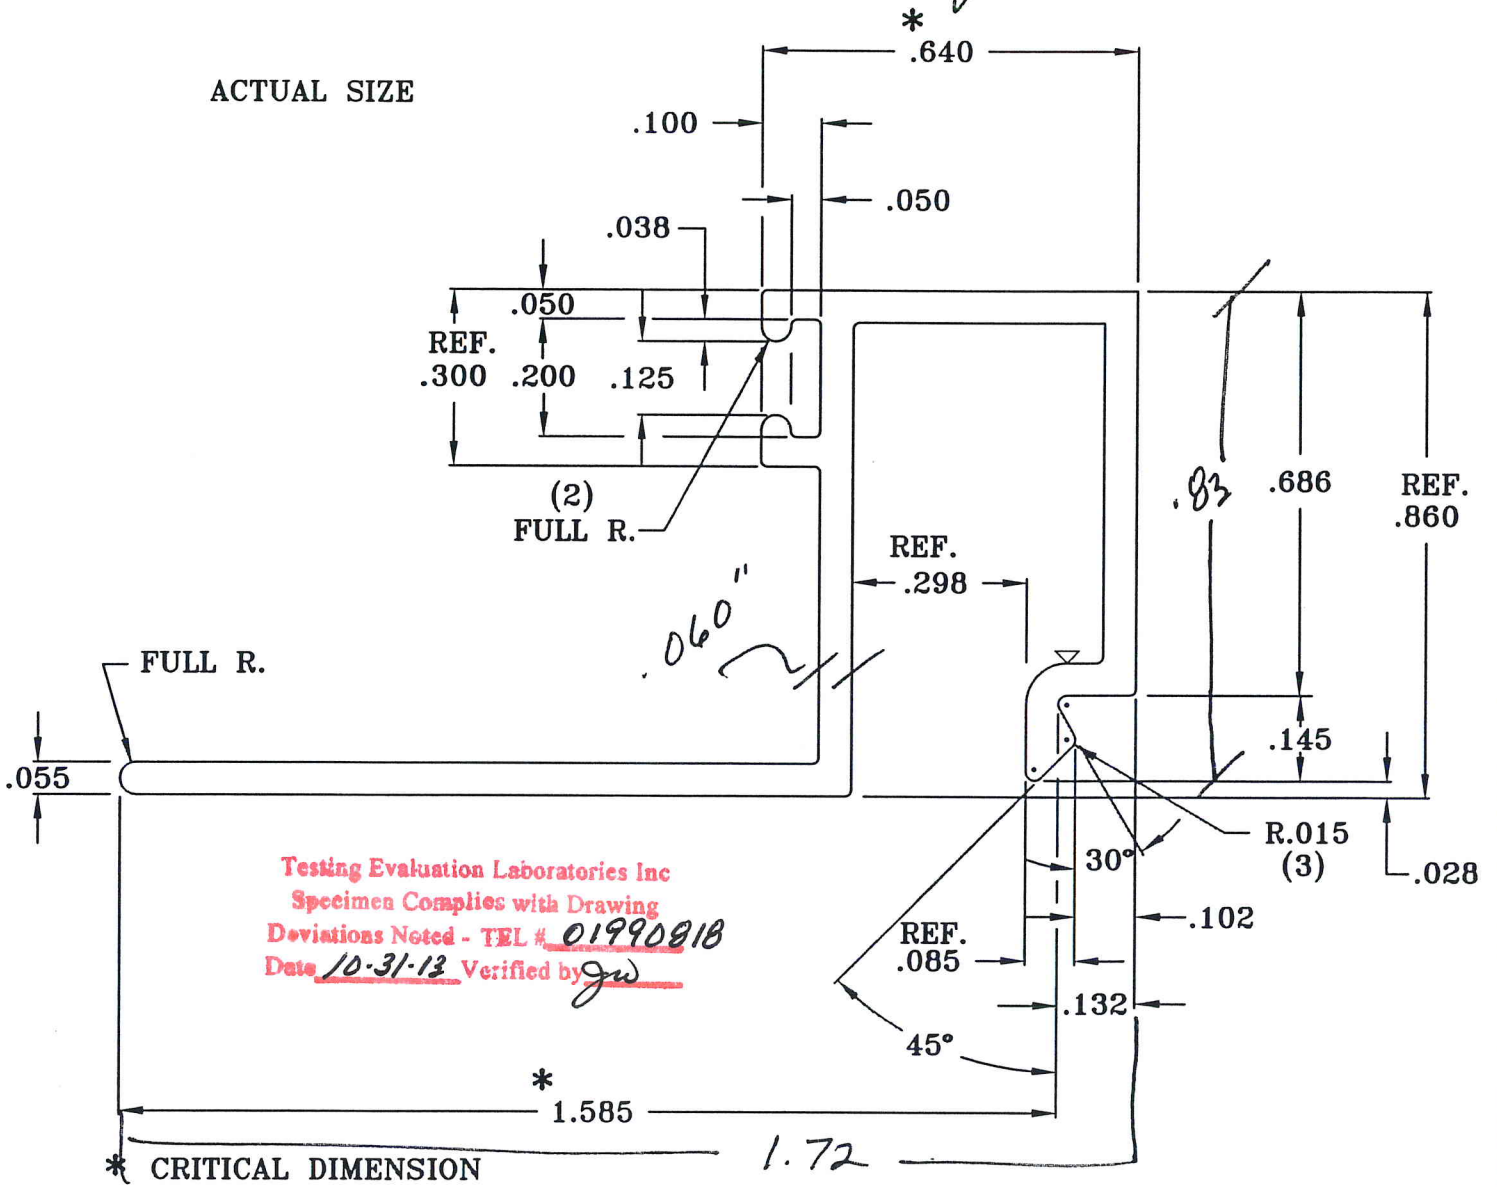 *
.640
ACTUAL SIZE
.100
.050
.038
.050
REF.
.300
.200
.125
(2)
FULL R.
.83
.686
REF.
.860
REF.
.298
.060"
FULL R.
.055
.145
R.015
(3)
.028
30°
.102
REF.
.085
.132
45°
Testing Evaluation Laboratories Inc
Specimen Complies with Drawing
Deviations Noted - TEL # 01990818
Date 10-31-13 Verified by JW
*
1.585
1.72
* CRITICAL DIMENSION